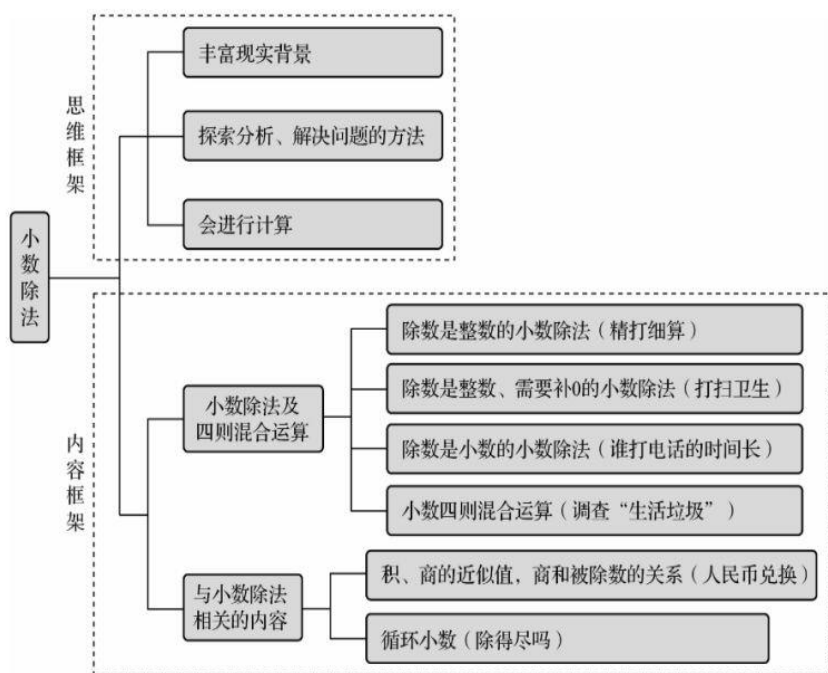 小数除法
思维框架
丰富现实背景
探索分析、解决问题的方法
会进行计算
内容框架
小数除法及
四则混合运算
除数是整数的小数除法（精打细算）
除数是整数、需要补0的小数除法（打扫卫生）
除数是小数的小数除法（谁打电话的时间长）
小数四则混合运算（调查“生活垃圾”）
与小数除法
相关的内容
积、商的近似值，商和被除数的关系（人民币兑换）
循环小数（除得尽吗）